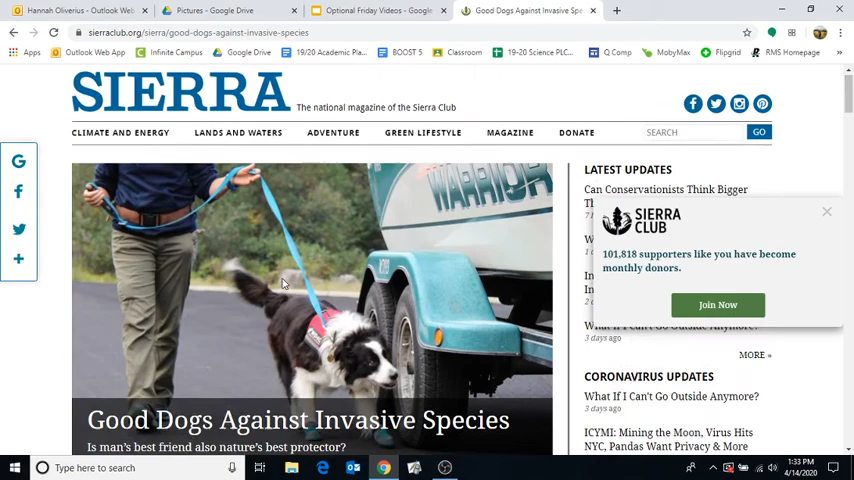 Hannah Oliverius - Outlook Web
Pictures - Google Drive
Optional Friday Videos - Google
Good Dogs Against Invasive Spe
sierraclub.org/sierra/good-dogs-against-invasive-species
Apps Outlook Web App Infinite Campus Google Drive 19/20 Academic Pla... BOOST 5 Classroom 19-20 Science PLC... Q Comp MobyMax Flipgrid RMS Homepage
SIERRA The national magazine of the Sierra Club
CLIMATE AND ENERGY LANDS AND WATERS ADVENTURE GREEN LIFESTYLE MAGAZINE DONATE SEARCH GO
WARRIOR
Good Dogs Against Invasive Species
Is man's best friend also nature's best protector?
LATEST UPDATES
Can Conservationists Think Bigger
SIERRA
CLUB
101,818 supporters like you have become
monthly donors.
Join Now
What If I Can't Go Outside Anymore?
3 days ago
MORE »
CORONAVIRUS UPDATES
What If I Can't Go Outside Anymore?
3 days ago
ICYMI: Mining the Moon, Virus Hits
NYC, Pandas Want Privacy & More
Type here to search
1:33 PM
4/14/2020